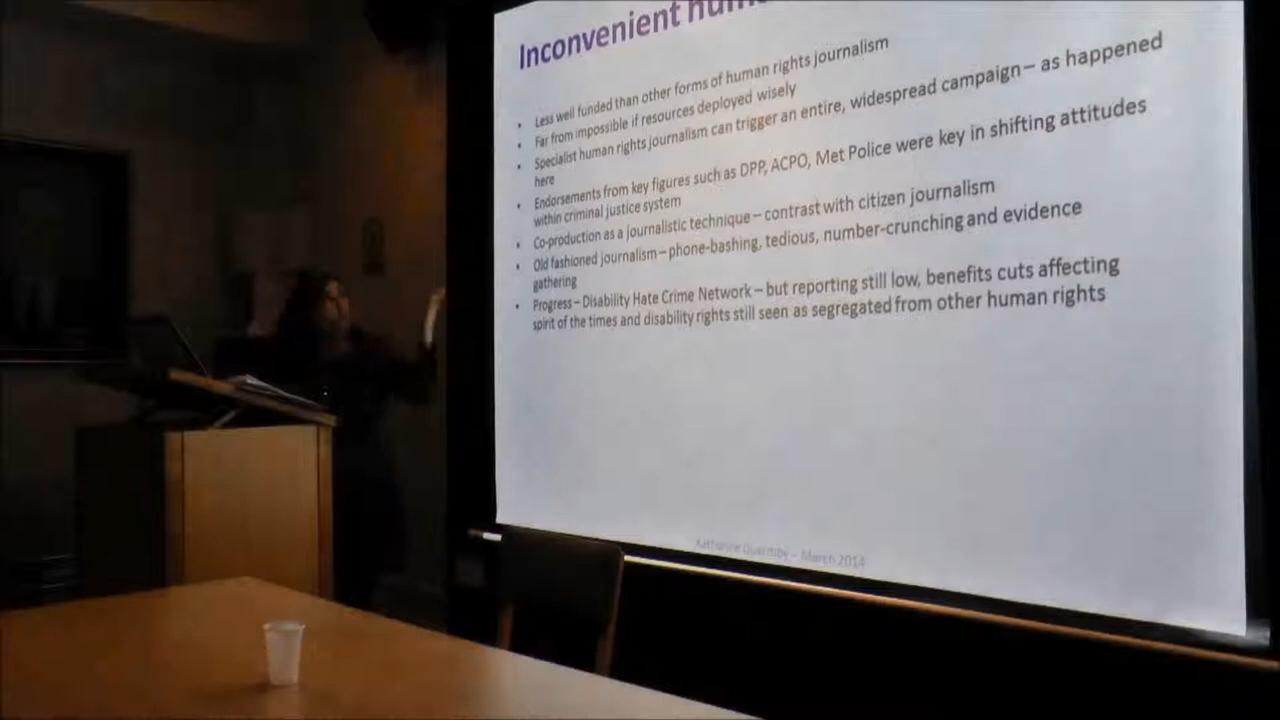 Inconvenient hum
• Less well funded than other forms of human rights journalism
• Far from impossible if resources deployed wisely
• Specialist human rights journalism can trigger an entire, widespread campaign – as happened
here
• Endorsements from key figures such as DPP, ACPO, Met Police were key in shifting attitudes
within criminal justice system
• Co-production as a journalistic technique – contrast with citizen journalism
• Old fashioned journalism – phone-bashing, tedious, number-crunching and evidence
gathering
• Progress – Disability Hate Crime Network – but reporting still low, benefits cuts affecting
spirit of the times and disability rights still seen as segregated from other human rights
Katharine Quarmby – March 2014